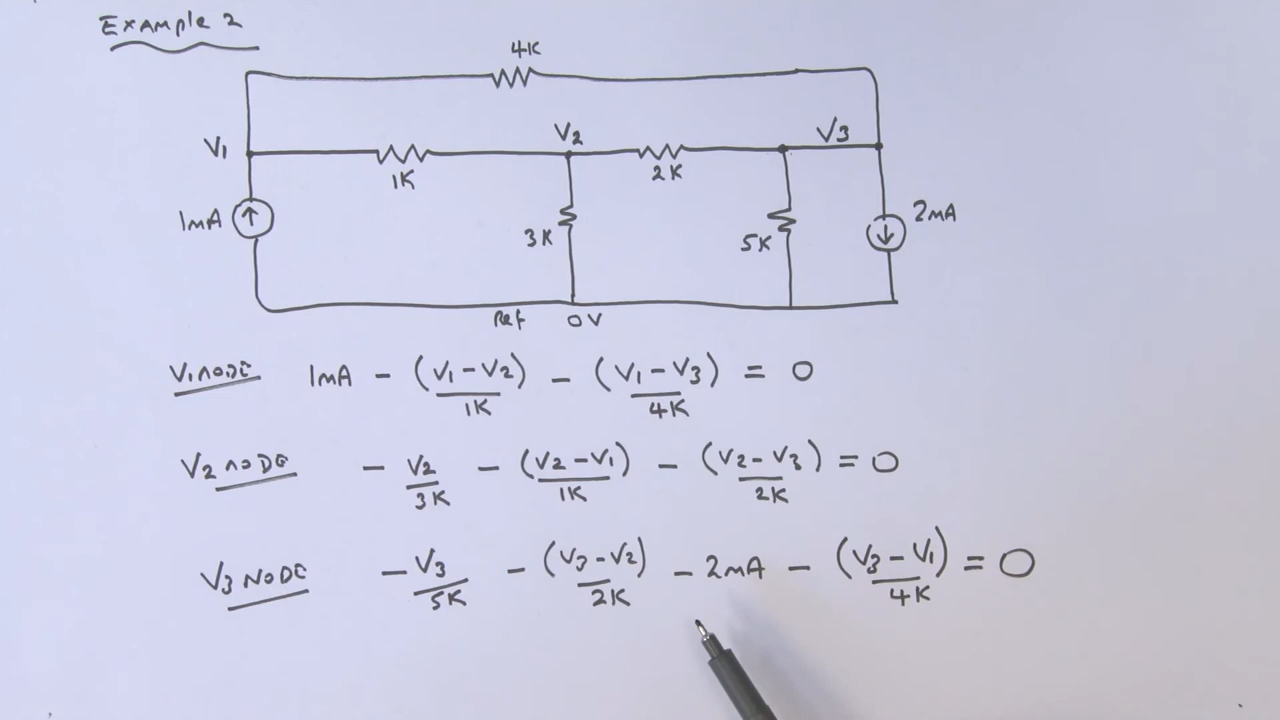 Example 2
4K
V1
V2
V3
1K
2K
1mA
2mA
3K
5K
Ref 0V
V1 NODE 1mA - (V1 - V2)/1K - (V1 - V3)/4K = 0
V2 NODE - V2/3K - (V2 - V1)/1K - (V2 - V3)/2K = 0
V3 NODE - V3/5K - (V3 - V2)/2K - 2mA - (V3 - V1)/4K = 0